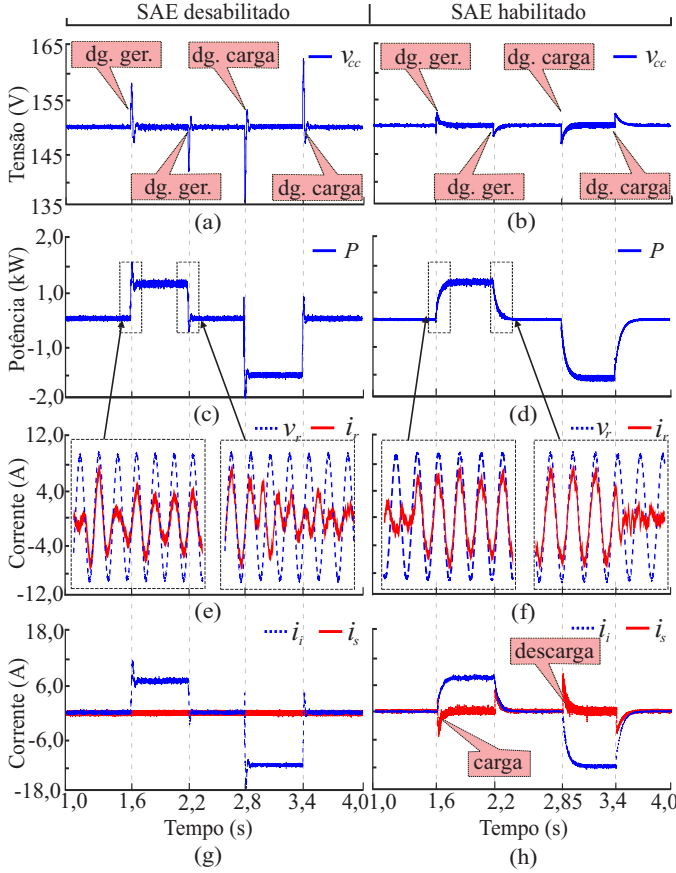 SAE desabilitado
SAE habilitado
165
155
145
135
Tensão (V)
dg. ger.
dg. carga
v_cc
dg. ger.
dg. carga
(a)
dg. ger.
dg. carga
v_cc
dg. ger.
dg. carga
(b)
2,0
1,0
-1,0
-2,0
Potência (kW)
P
(c)
P
(d)
12,0
4,0
-4,0
-12,0
Corrente (A)
v_r
i_r
(e)
v_r
i_r
(f)
18,0
6,0
-6,0
-18,0
Corrente (A)
i_i
i_s
1,0
1,6
2,2
2,8
3,4
4,0
Tempo (s)
(g)
i_i
i_s
descarga
carga
1,0
1,6
2,2
2,85
3,4
4,0
Tempo (s)
(h)